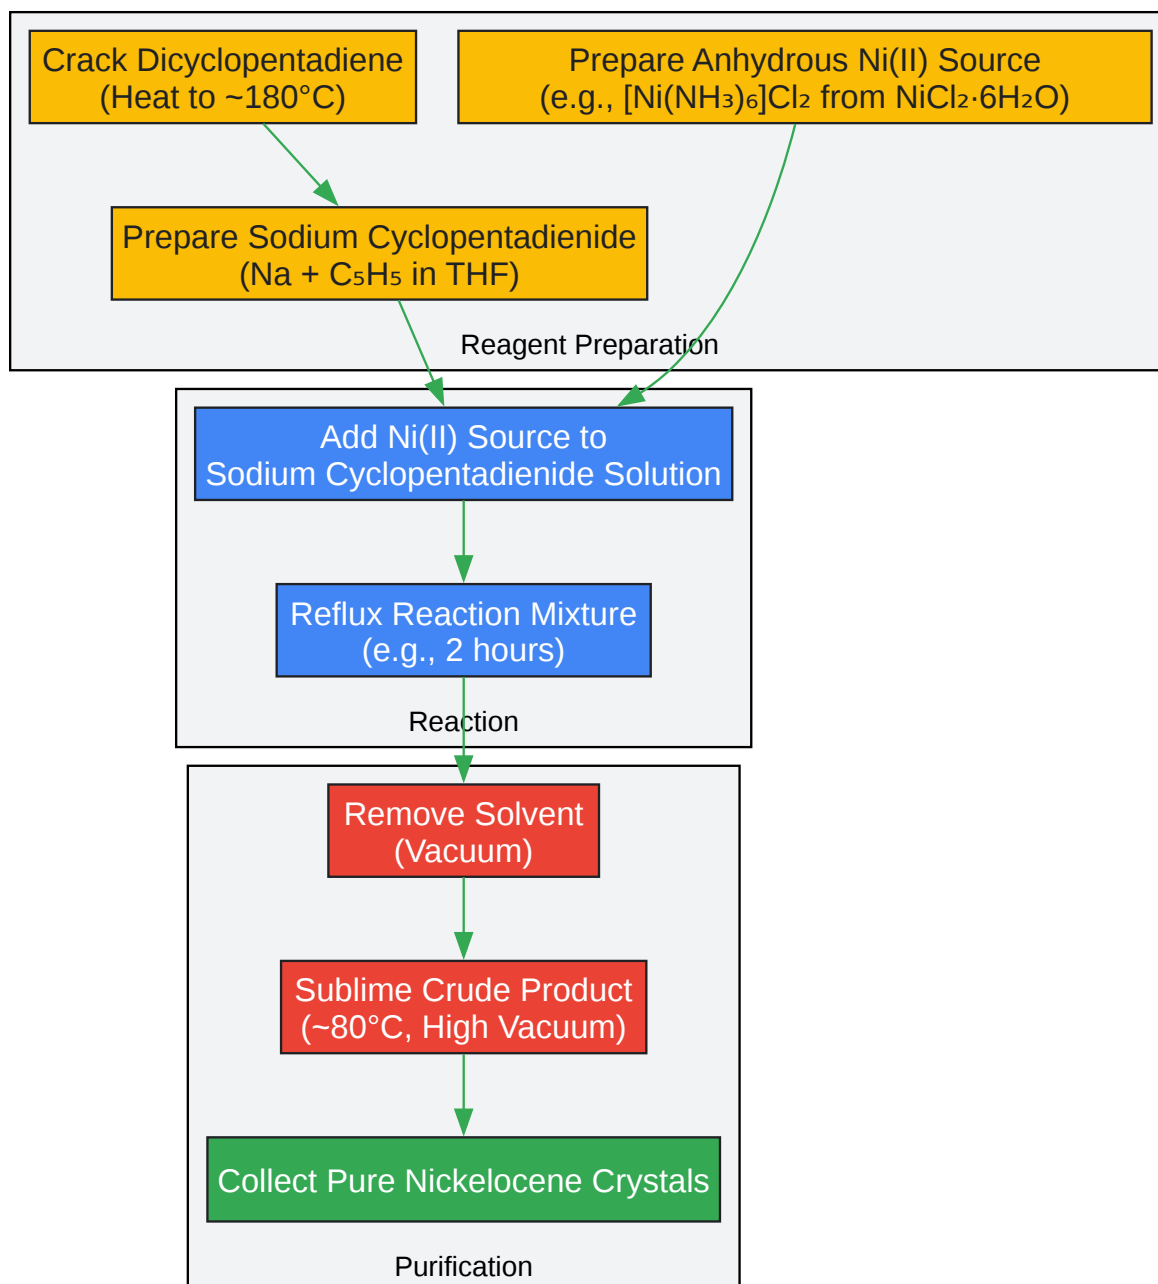 Crack Dicyclopentadiene
(Heat to ~180°C)
Prepare Anhydrous Ni(II) Source
(e.g., [Ni(NH₃)₆]Cl₂ from NiCl₂·6H₂O)
Prepare Sodium Cyclopentadienide
(Na + C₅H₅ in THF)
Reagent Preparation
Add Ni(II) Source to
Sodium Cyclopentadienide Solution
Reflux Reaction Mixture
(e.g., 2 hours)
Reaction
Remove Solvent
(Vacuum)
Sublime Crude Product
(~80°C, High Vacuum)
Collect Pure Nickelocene Crystals
Purification